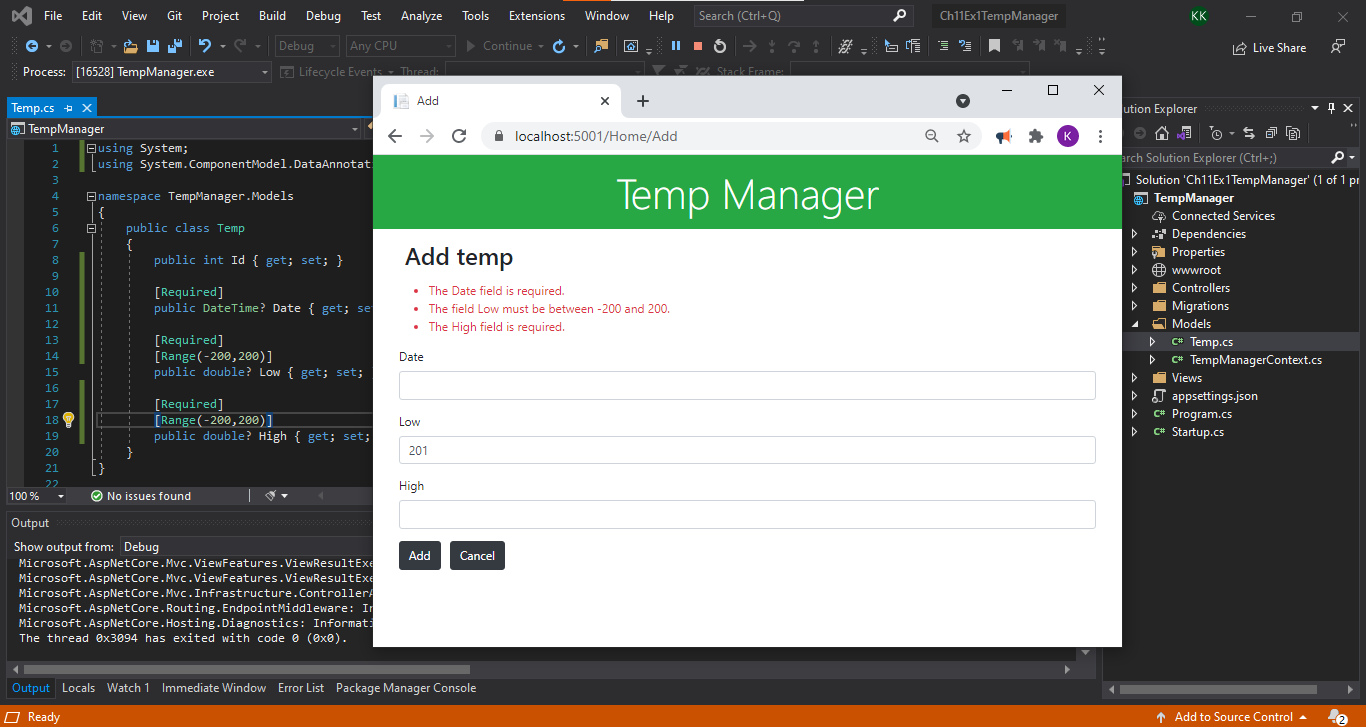 File Edit View Git Project Build Debug Test Analyze Tools Extensions Window Help Search (Ctrl+Q) Ch11Ex1TempManager KK
Debug Any CPU Continue Live Share
Process: [16528] TempManager.exe Lifecycle Events Thread: Stack Frame:
Temp.cs
TempManager
1 using System;
2 using System.ComponentModel.DataAnnotat
3
4 namespace TempManager.Models
5 {
6 public class Temp
7 {
8 public int Id { get; set; }
9
10 [Required]
11 public DateTime? Date { get; set
12
13 [Required]
14 [Range(-200,200)]
15 public double? Low { get; set;
16
17 [Required]
18 [Range(-200,200)]
19 public double? High { get; set;
20 }
21 }
22
100 % No issues found
Output
Show output from: Debug
Microsoft.AspNetCore.Mvc.ViewFeatures.ViewResultExe
Microsoft.AspNetCore.Mvc.ViewFeatures.ViewResultExe
Microsoft.AspNetCore.Mvc.Infrastructure.ControllerA
Microsoft.AspNetCore.Routing.EndpointMiddleware: In
Microsoft.AspNetCore.Hosting.Diagnostics: Informati
The thread 0x3094 has exited with code 0 (0x0).
Output Locals Watch 1 Immediate Window Error List Package Manager Console
Ready Add to Source Control 2
Add
localhost:5001/Home/Add K
Temp Manager
Add temp
The Date field is required.
The field Low must be between -200 and 200.
The High field is required.
Date
Low
201
High
Add Cancel
ution Explorer
arch Solution Explorer (Ctrl+;)
Solution 'Ch11Ex1TempManager' (1 of 1 pr
TempManager
Connected Services
Dependencies
Properties
wwwroot
Controllers
Migrations
Models
C# Temp.cs
C# TempManagerContext.cs
Views
appsettings.json
C# Program.cs
C# Startup.cs